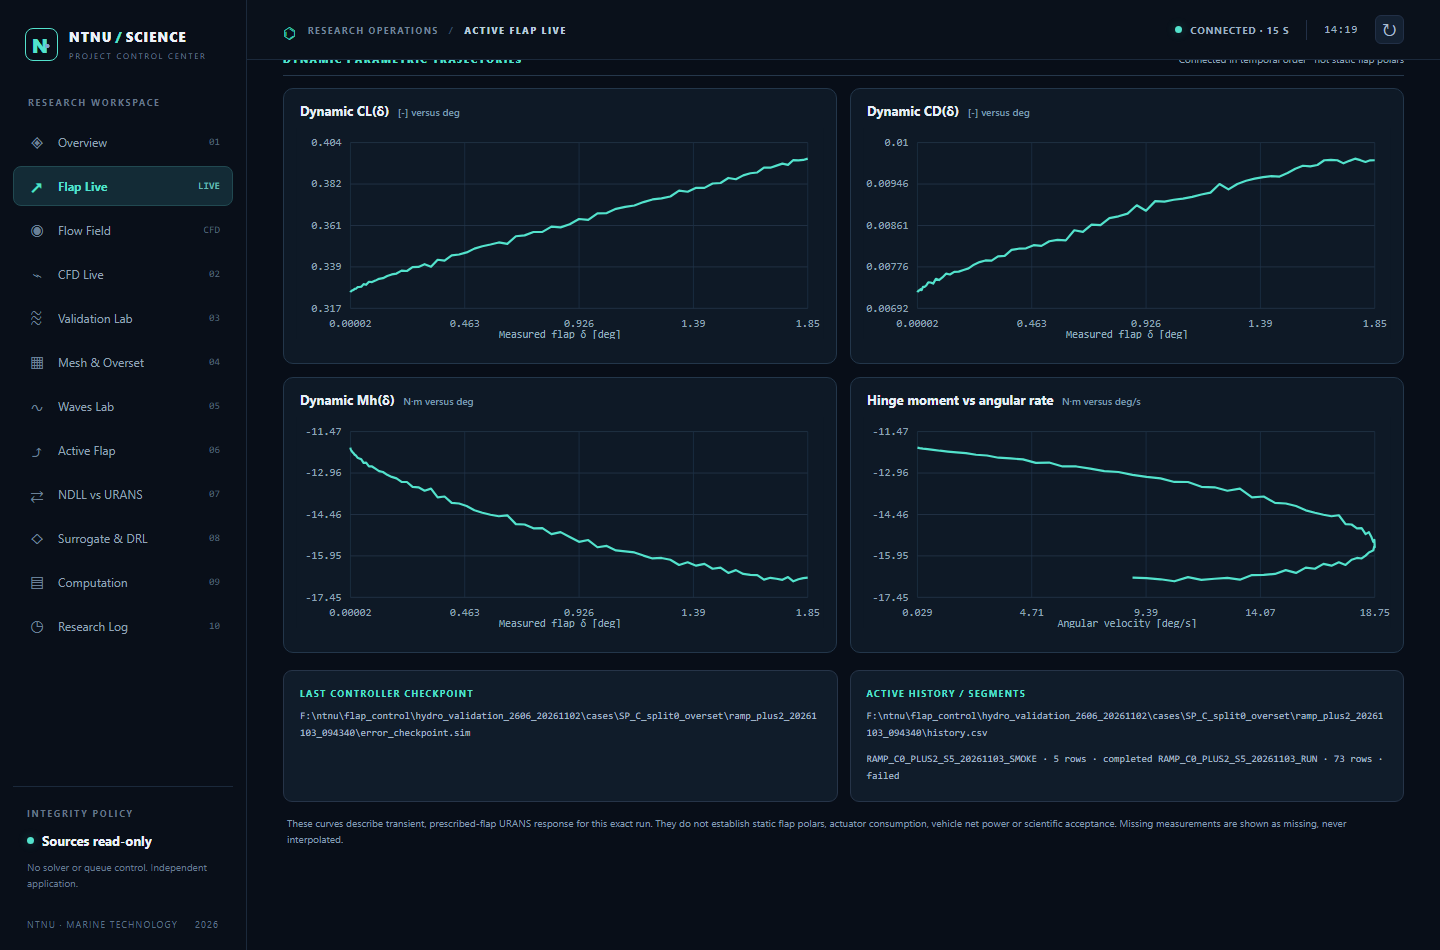 NTNU / SCIENCE
PROJECT CONTROL CENTER
RESEARCH WORKSPACE
Overview 01
Flap Live LIVE
Flow Field CFD
CFD Live 02
Validation Lab 03
Mesh & Overset 04
Waves Lab 05
Active Flap 06
NDLL vs URANS 07
Surrogate & DRL 08
Computation 09
Research Log 10
INTEGRITY POLICY
Sources read-only
No solver or queue control. Independent
application.
NTNU · MARINE TECHNOLOGY 2026
RESEARCH OPERATIONS / ACTIVE FLAP LIVE
CONNECTED · 15 S 14:19
DYNAMIC PARAMETRIC TRAJECTORIES Connected in temporal order · not static flap polars
Dynamic CL(δ) [-] versus deg
0.404
0.382
0.361
0.339
0.317
0.00002 0.463 0.926 1.39 1.85
Measured flap δ [deg]
Dynamic CD(δ) [-] versus deg
0.01
0.00946
0.00861
0.00776
0.00692
0.00002 0.463 0.926 1.39 1.85
Measured flap δ [deg]
Dynamic Mh(δ) N·m versus deg
-11.47
-12.96
-14.46
-15.95
-17.45
0.00002 0.463 0.926 1.39 1.85
Measured flap δ [deg]
Hinge moment vs angular rate N·m versus deg/s
-11.47
-12.96
-14.46
-15.95
-17.45
0.029 4.71 9.39 14.07 18.75
Angular velocity [deg/s]
LAST CONTROLLER CHECKPOINT
F:\ntnu\flap_control\hydro_validation_2606_20261102\cases\SP_C_split0_overset\ramp_plus2_20261
103_094340\error_checkpoint.sim
ACTIVE HISTORY / SEGMENTS
F:\ntnu\flap_control\hydro_validation_2606_20261102\cases\SP_C_split0_overset\ramp_plus2_20261
103_094340\history.csv
RAMP_C0_PLUS2_S5_20261103_SMOKE · 5 rows · completed RAMP_C0_PLUS2_S5_20261103_RUN · 73 rows ·
failed
These curves describe transient, prescribed-flap URANS response for this exact run. They do not establish static flap polars, actuator consumption, vehicle net power or scientific acceptance. Missing measurements are shown as missing, never
interpolated.